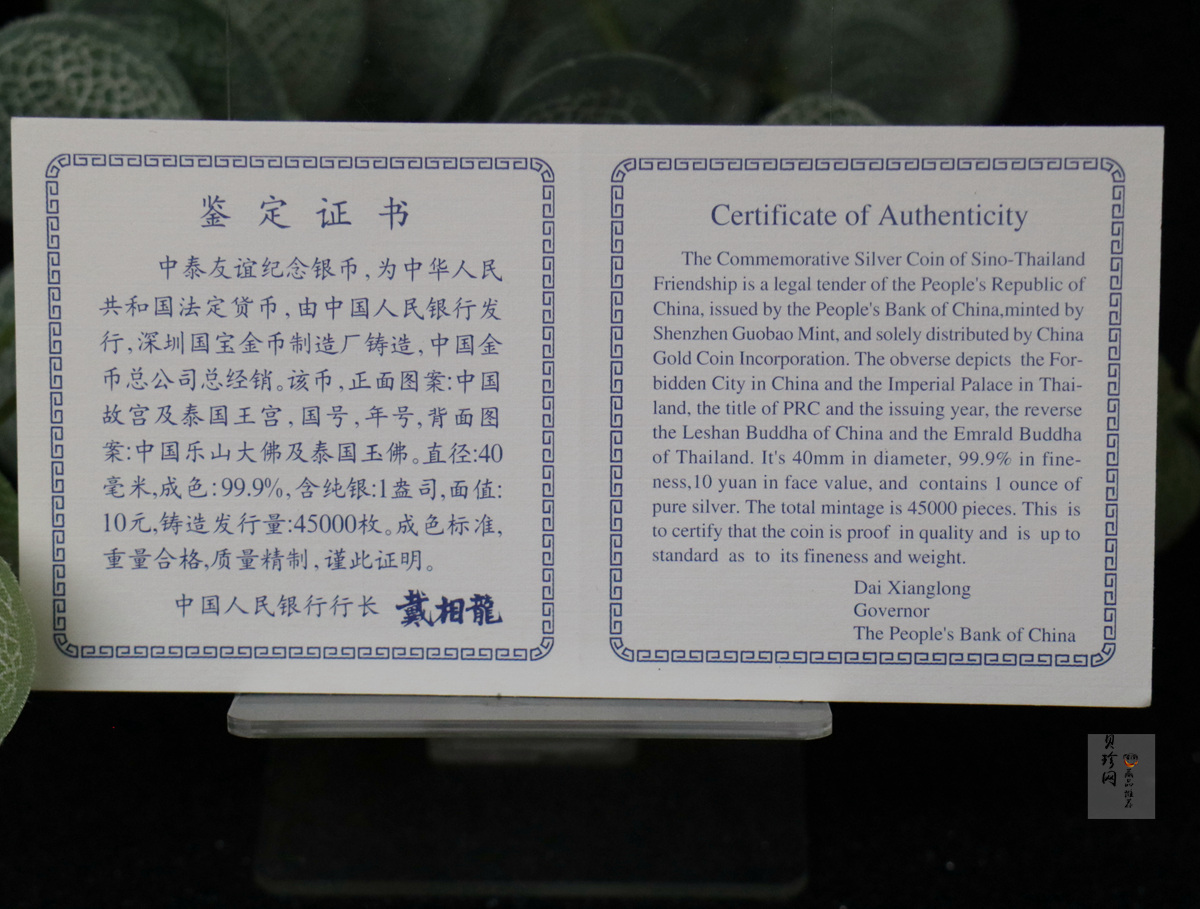 鉴定证书
中泰友谊纪念银币,为中华人民
共和国法定货币,由中国人民银行发
行,深圳国宝金币制造厂铸造,中国金
币总公司总经销。该币,正面图案:中国
故宫及泰国王宫,国号,年号,背面图
案:中国乐山大佛及泰国玉佛。直径:40
毫米,成色:99.9%,含纯银:1盎司,面值:
10元,铸造发行量:45000枚。成色标准,
重量合格,质量精制,谨此证明。
中国人民银行行长 戴相龍
Certificate of Authenticity
The Commemorative Silver Coin of Sino-Thailand
Friendship is a legal tender of the People's Republic of
China, issued by the People's Bank of China,minted by
Shenzhen Guobao Mint, and solely distributed by China
Gold Coin Incorporation. The obverse depicts the For-
bidden City in China and the Imperial Palace in Thai-
land, the title of PRC and the issuing year, the reverse
the Leshan Buddha of China and the Emrald Buddha
of Thailand. It's 40mm in diameter, 99.9% in fine-
ness,10 yuan in face value, and contains 1 ounce of
pure silver. The total mintage is 45000 pieces. This is
to certify that the coin is proof in quality and is up to
standard as to its fineness and weight.
Dai Xianglong
Governor
The People's Bank of China
贝珍网
藏品推荐